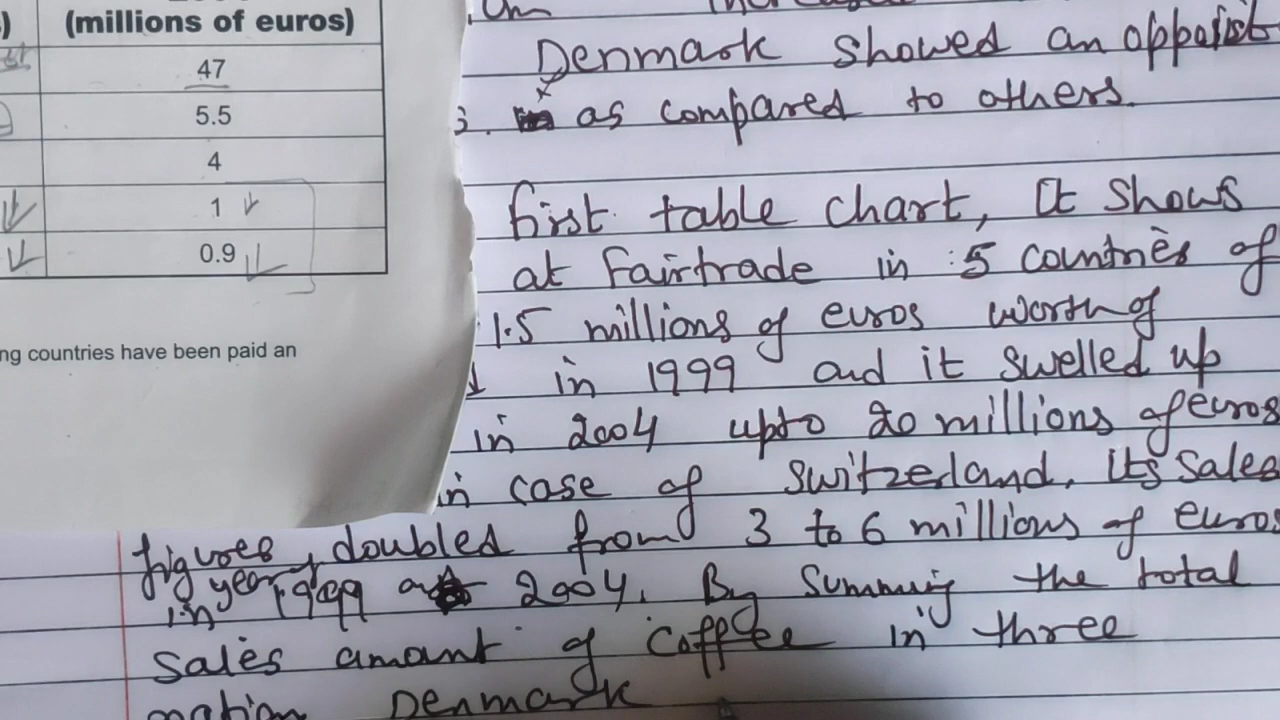 (millions of euros)
47
5.5
4
1
0.9
ng countries have been paid an
Denmark showed an
as compared to others.
first table chart, It shows
at Fairtrade in 5 countries of
1.5 millions of euros worth of
in 1999 and it swelled up
in 2004 upto 20 millions of euros
in case of Switzerland, Its sales
figures, doubled from 3 to 6 millions of euros
in year 1999 2004. By summing the total
sales amount of coffee in three
nation Denmark